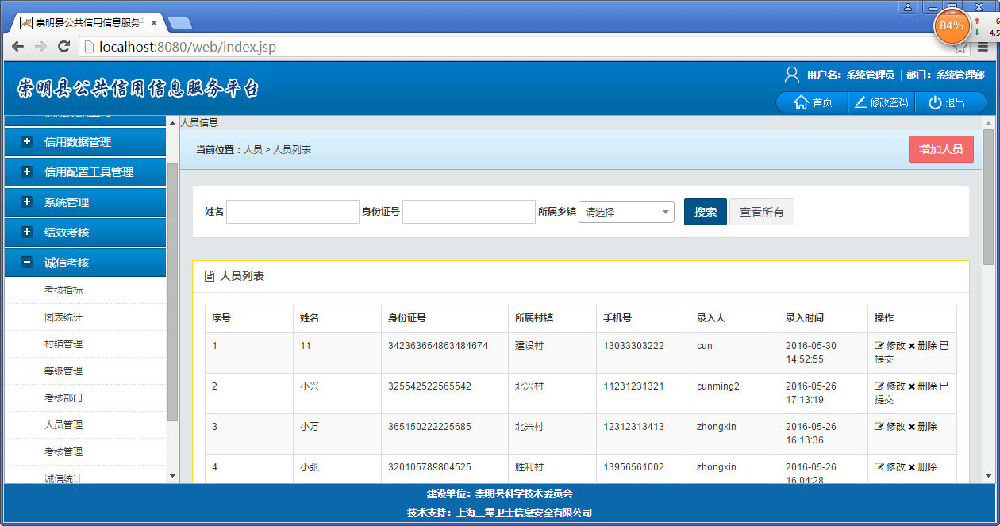 崇明县公共信用信息服务
84%
localhost:8080/web/index.jsp
崇明县公共信用信息服务平台
用户名：系统管理员 | 部门：系统管理部
首页 修改密码 退出
信用数据管理
信用配置工具管理
系统管理
绩效考核
诚信考核
考核指标
图表统计
村镇管理
等级管理
考核部门
人员管理
考核管理
诚信统计
人员信息
当前位置：人员 > 人员列表
增加人员
姓名 身份证号 所属乡镇 请选择 搜索 查看所有
人员列表
序号 姓名 身份证号 所属村镇 手机号 录入人 录入时间 操作
1 11 342363654863484674 建设村 13033303222 cun 2016-05-30 修改 删除 已
14:52:55 提交
2 小兴 325542522565542 北兴村 11231231321 cunming2 2016-05-26 修改 删除 已
17:13:19 提交
3 小万 365150222225685 北兴村 12312313413 zhongxin 2016-05-26 修改 删除
16:13:36
4 小张 320105789804525 胜利村 13956561002 zhongxin 2016-05-26 修改 删除
16:04:28
建设单位：崇明县科学技术委员会
技术支持：上海三零卫士信息安全有限公司